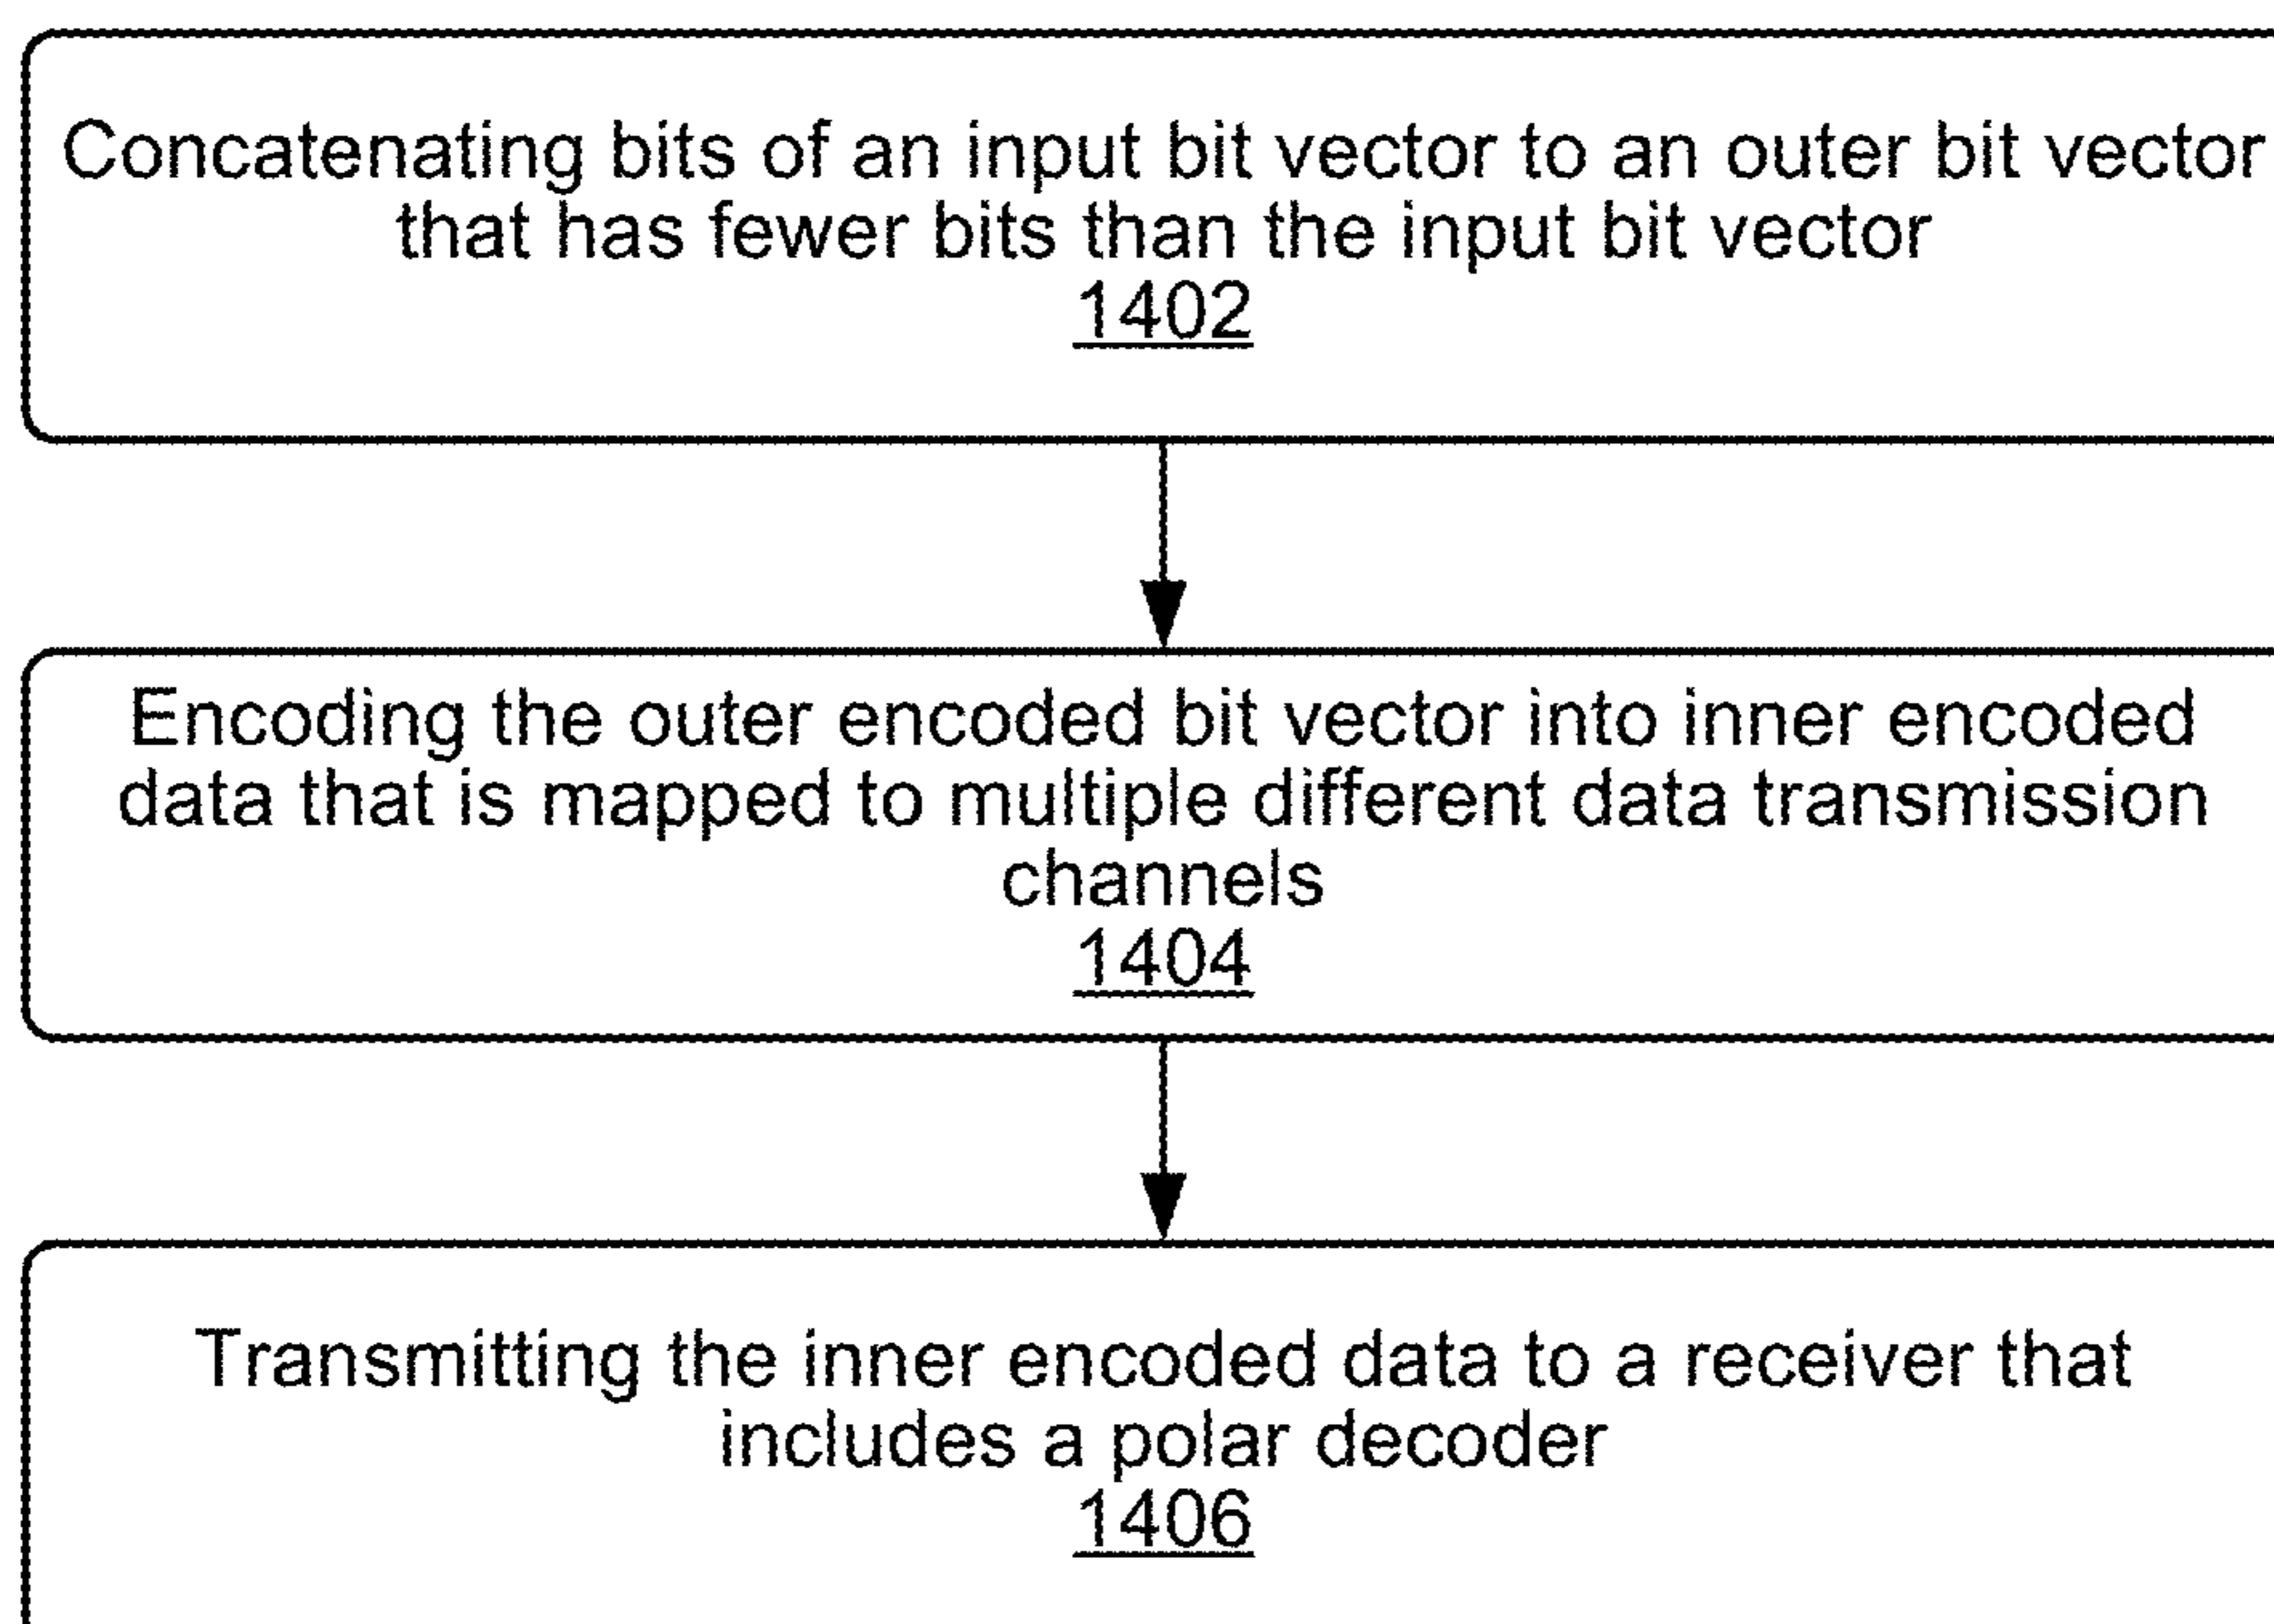 Concatenating bits of an input bit vector to an outer bit vector
that has fewer bits than the input bit vector
1402
Encoding the outer encoded bit vector into inner encoded
data that is mapped to multiple different data transmission
channels
1404
Transmitting the inner encoded data to a receiver that
includes a polar decoder
1406